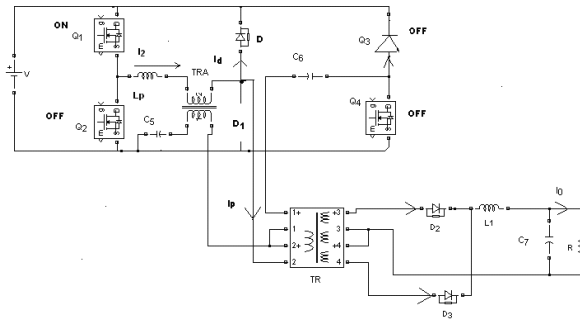 ON
Q1
OFF
Q2
V
I2
Lp
TRA
C5
D
Id
D1
Ip
C6
Q3
OFF
Q4
OFF
1+
1
2+
2
+3
3
+4
4
TR
D2
D3
L1
I0
C7
R